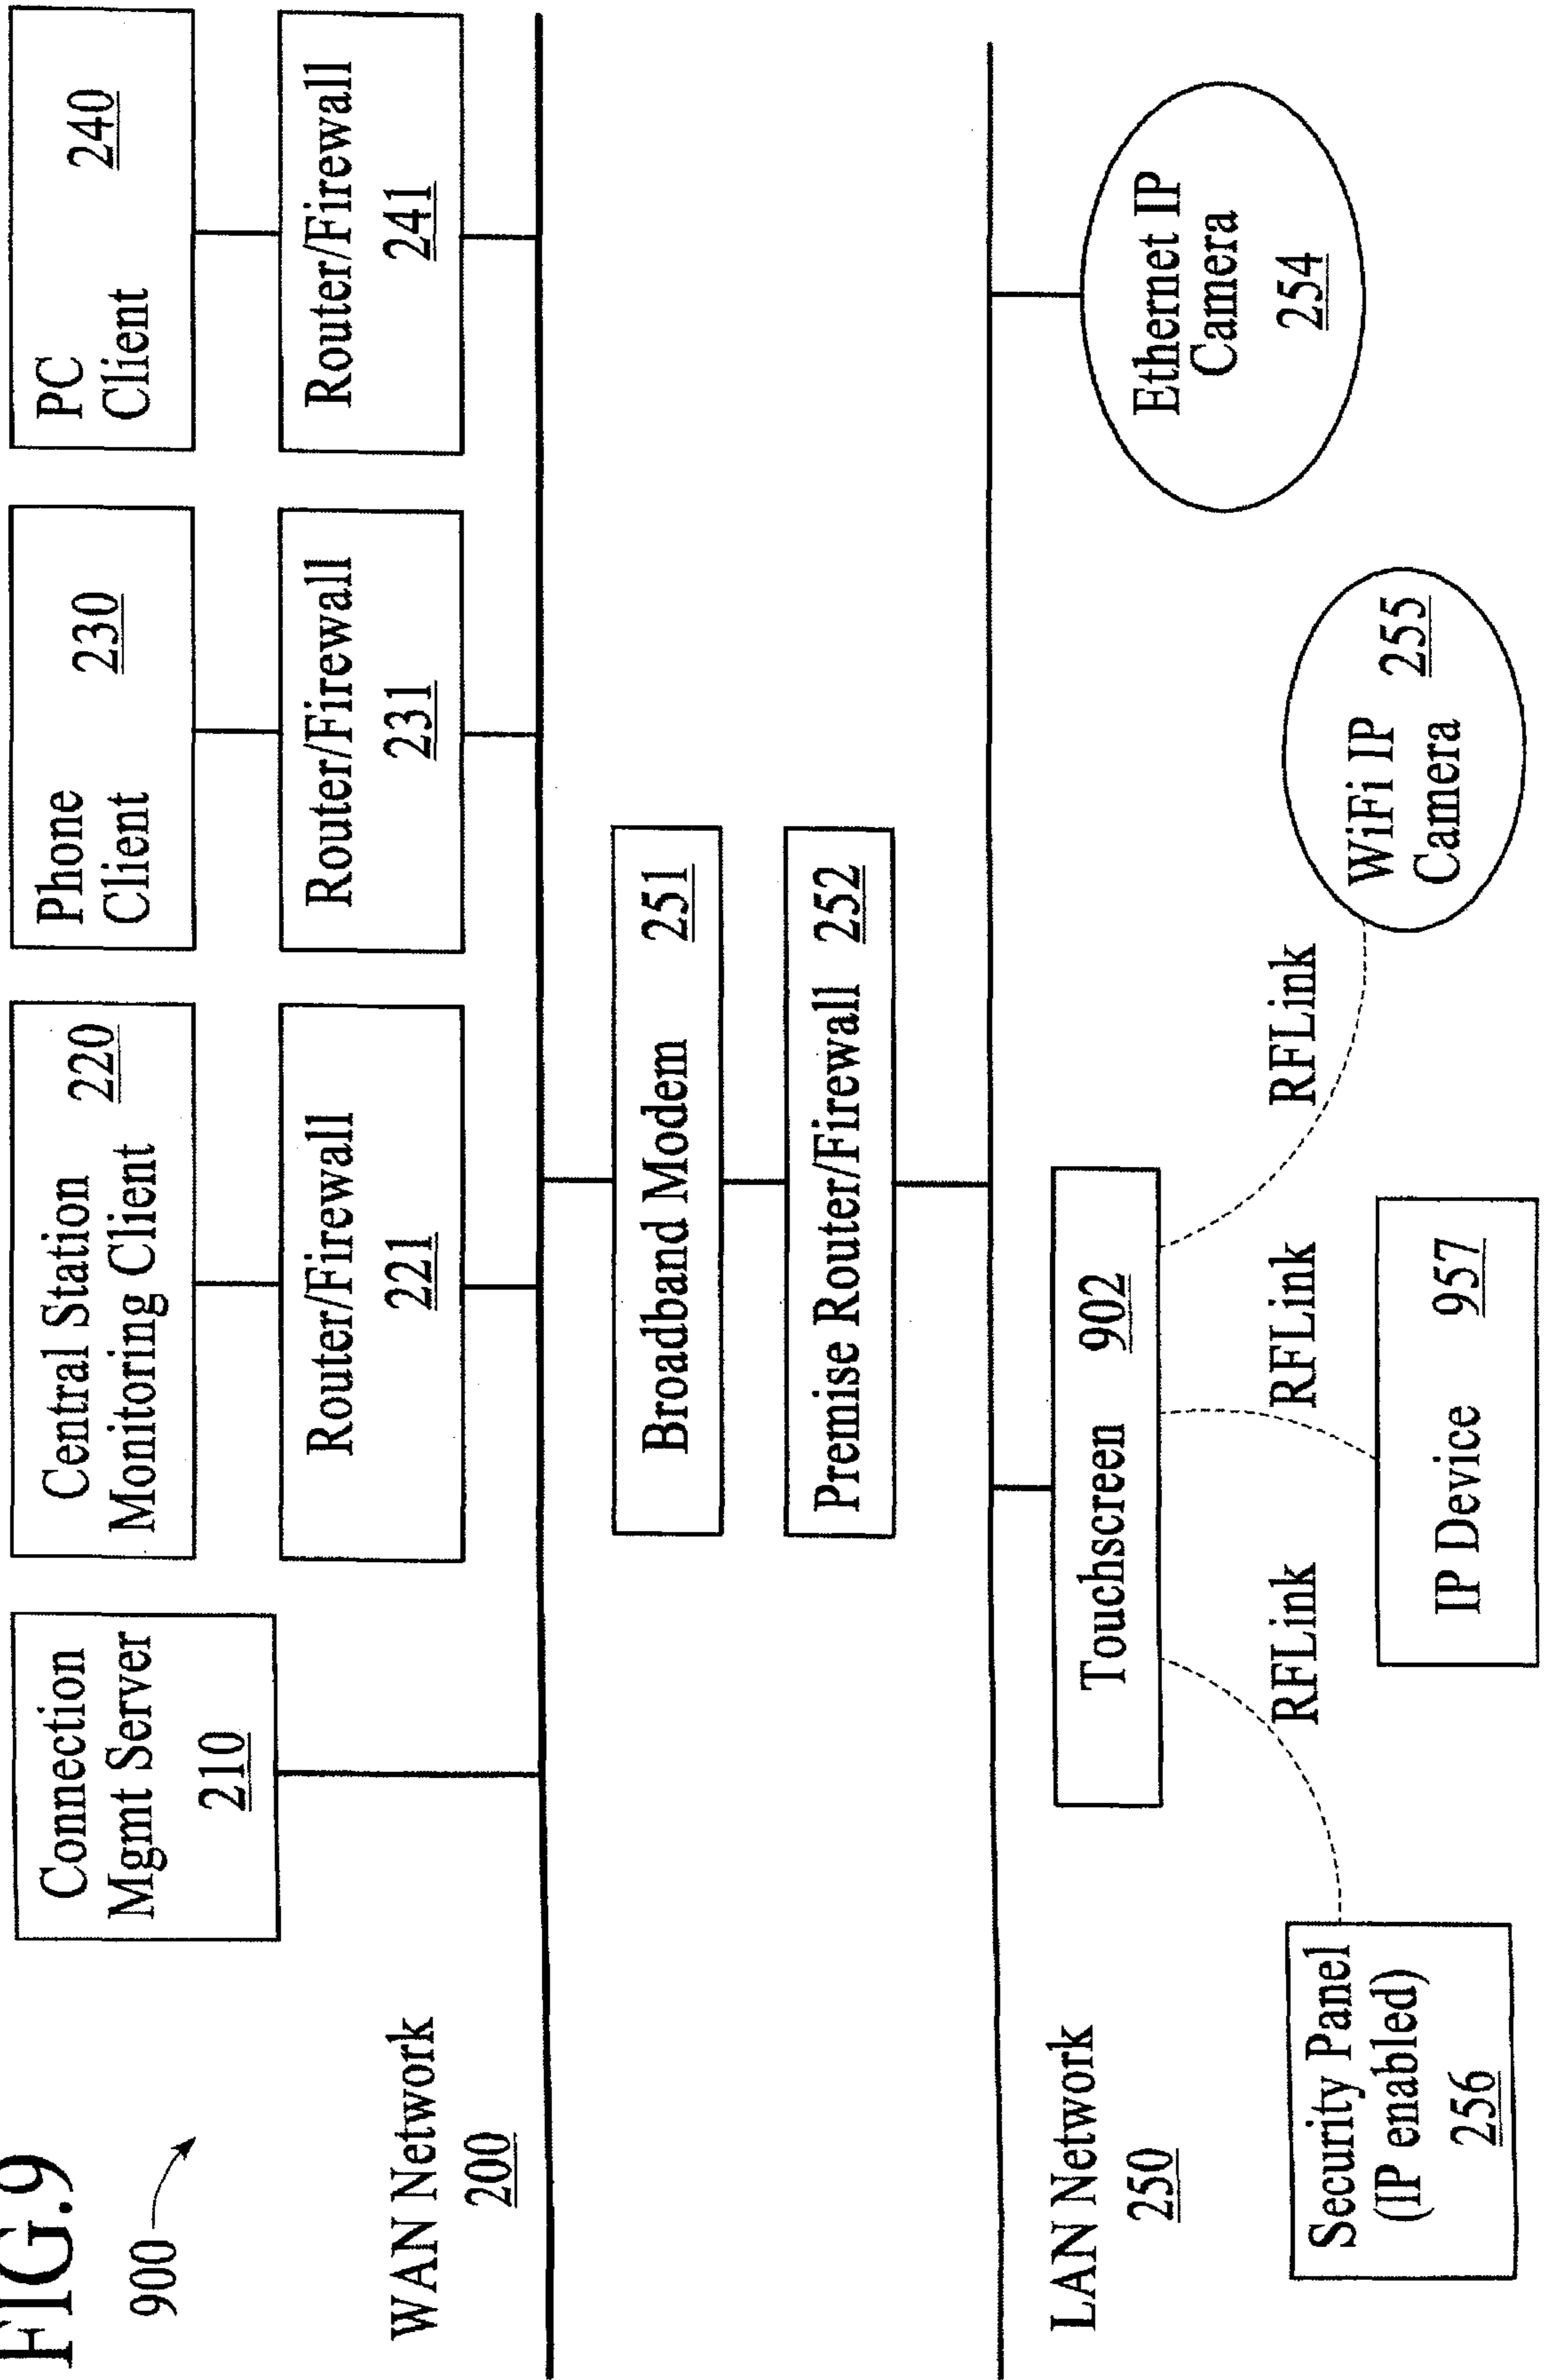 FIG.9
900
Connection
Mgmt Server
210
Central Station
Monitoring Client
220
Phone
Client
230
PC
Client
240
Router/Firewall
221
Router/Firewall
231
Router/Firewall
241
WAN Network
200
Broadband Modem 251
Premise Router/Firewall 252
LAN Network
250
Touchscreen 902
Ethernet IP
Camera
254
RFLink
RFLink
RFLink
Security Panel
(IP enabled)
256
IP Device 957
WiFi IP
Camera
255